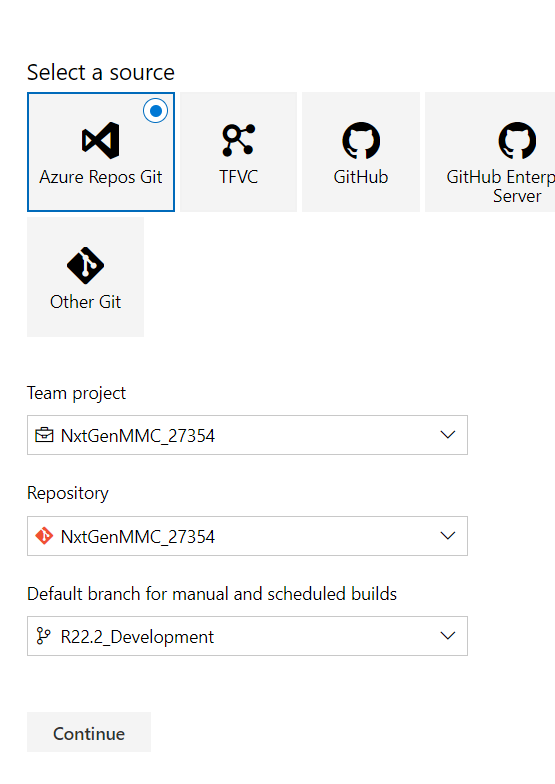 Select a source
Azure Repos Git
TFVC
GitHub
GitHub Enterp
Server
Other Git
Team project
NxtGenMMC_27354
Repository
NxtGenMMC_27354
Default branch for manual and scheduled builds
R22.2_Development
Continue